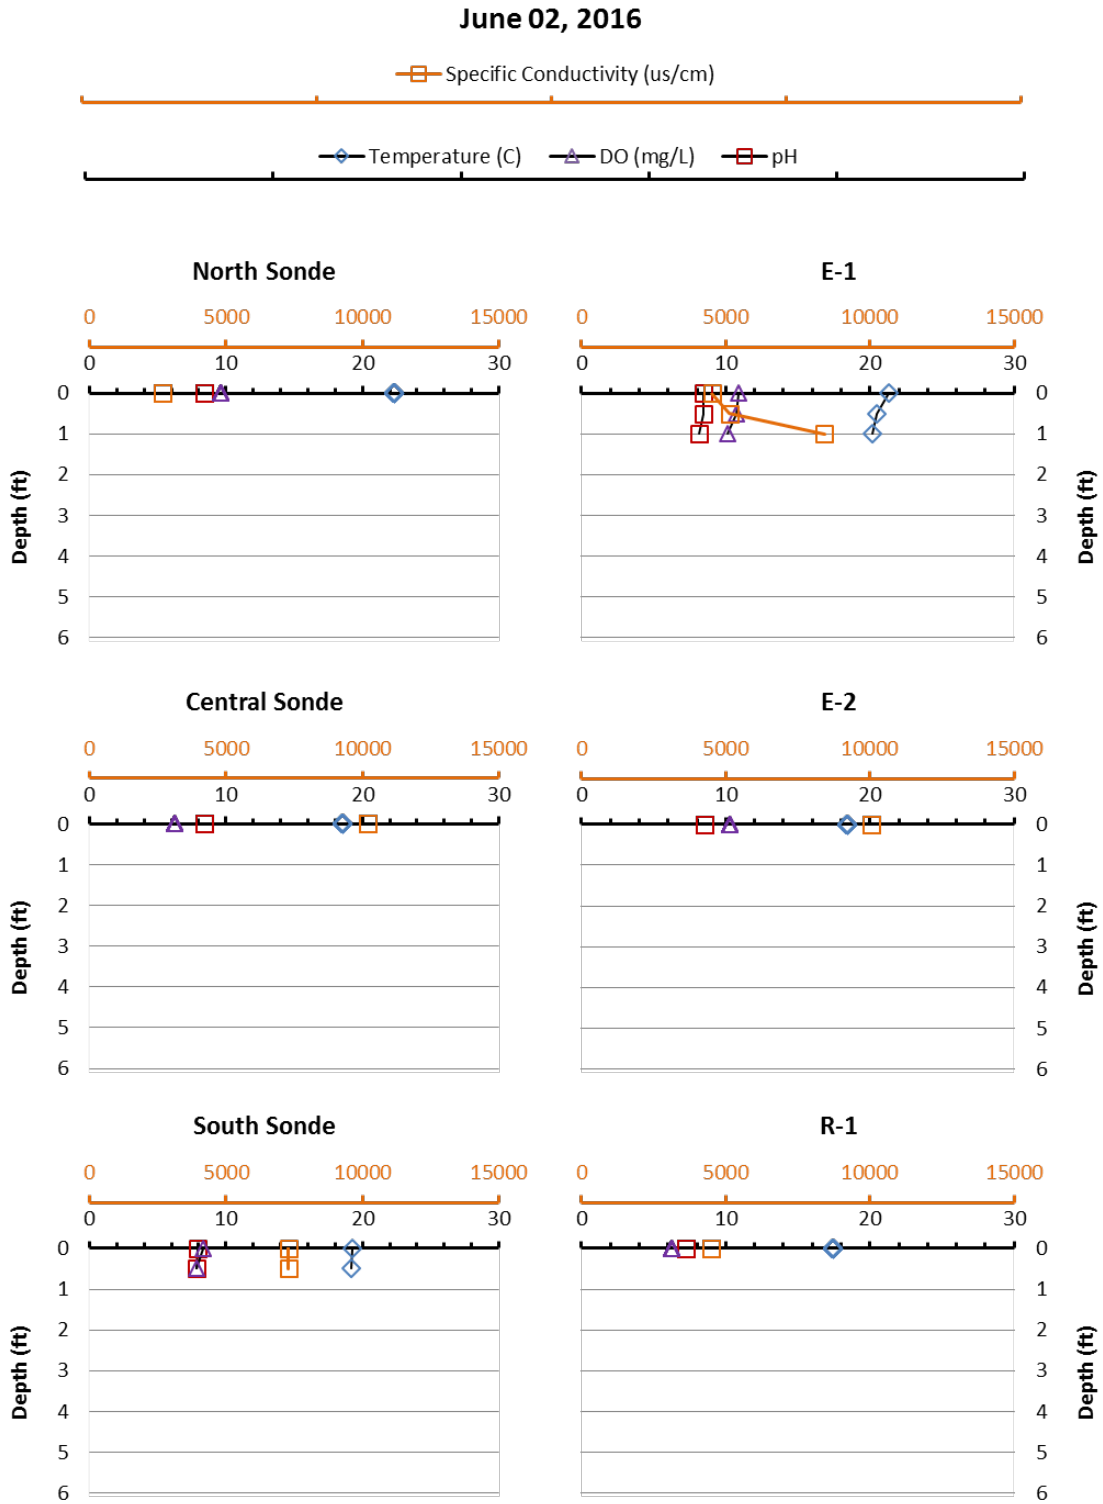 June 02, 2016
Specific Conductivity (us/cm)
Temperature (C) DO (mg/L) pH
North Sonde
0 5000 10000 15000
0 10 20 30
0
1
2
3
4
5
6
Depth (ft)
E-1
0 5000 10000 15000
0 10 20 30
0
1
2
3
4
5
6
Depth (ft)
Central Sonde
0 5000 10000 15000
0 10 20 30
0
1
2
3
4
5
6
Depth (ft)
E-2
0 5000 10000 15000
0 10 20 30
0
1
2
3
4
5
6
Depth (ft)
South Sonde
0 5000 10000 15000
0 10 20 30
0
1
2
3
4
5
6
Depth (ft)
R-1
0 5000 10000 15000
0 10 20 30
0
1
2
3
4
5
6
Depth (ft)